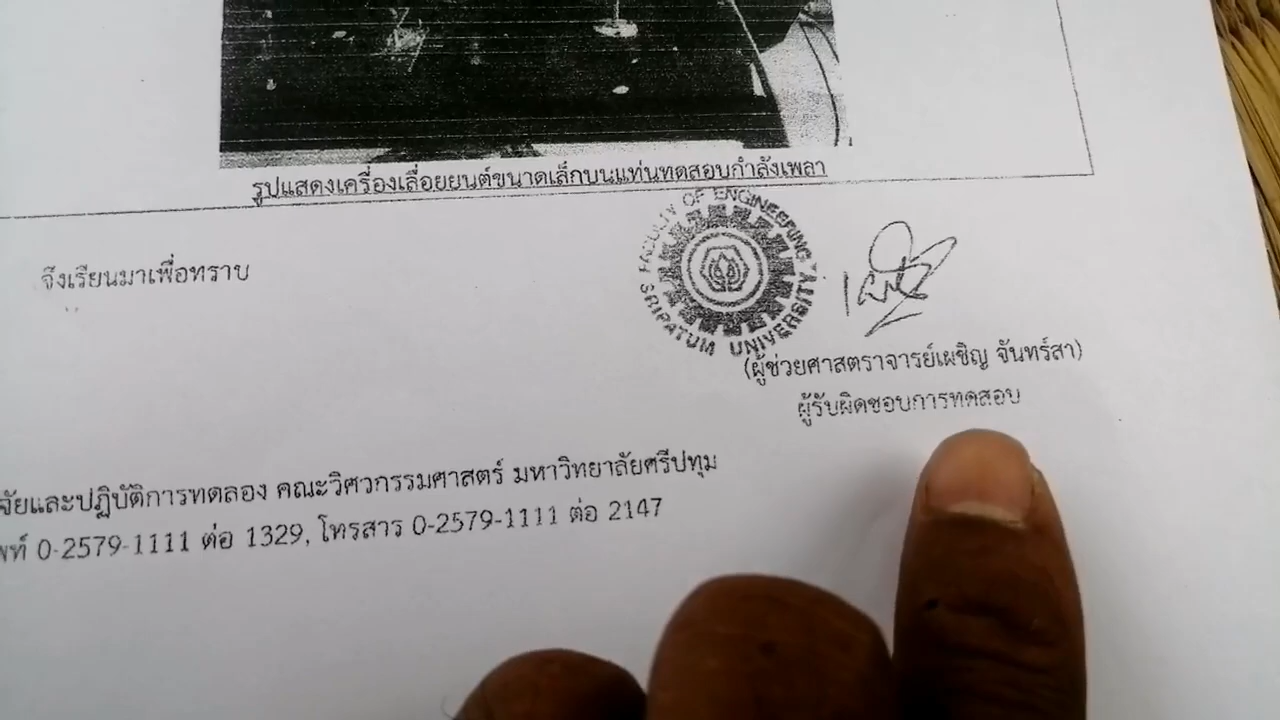 รูปแสดงเครื่องเลื่อยยนต์ขนาดเล็กบนแท่นทดสอบกำลังเพลา
FACULTY OF ENGINEERING
SRIPATUM UNIVERSITY
จึงเรียนมาเพื่อทราบ
(ผู้ช่วยศาสตราจารย์เผชิญ จันทร์สา)
ผู้รับผิดชอบการทดสอบ
จัยและปฏิบัติการทดลอง คณะวิศวกรรมศาสตร์ มหาวิทยาลัยศรีปทุม
พท์ 0-2579-1111 ต่อ 1329, โทรสาร 0-2579-1111 ต่อ 2147